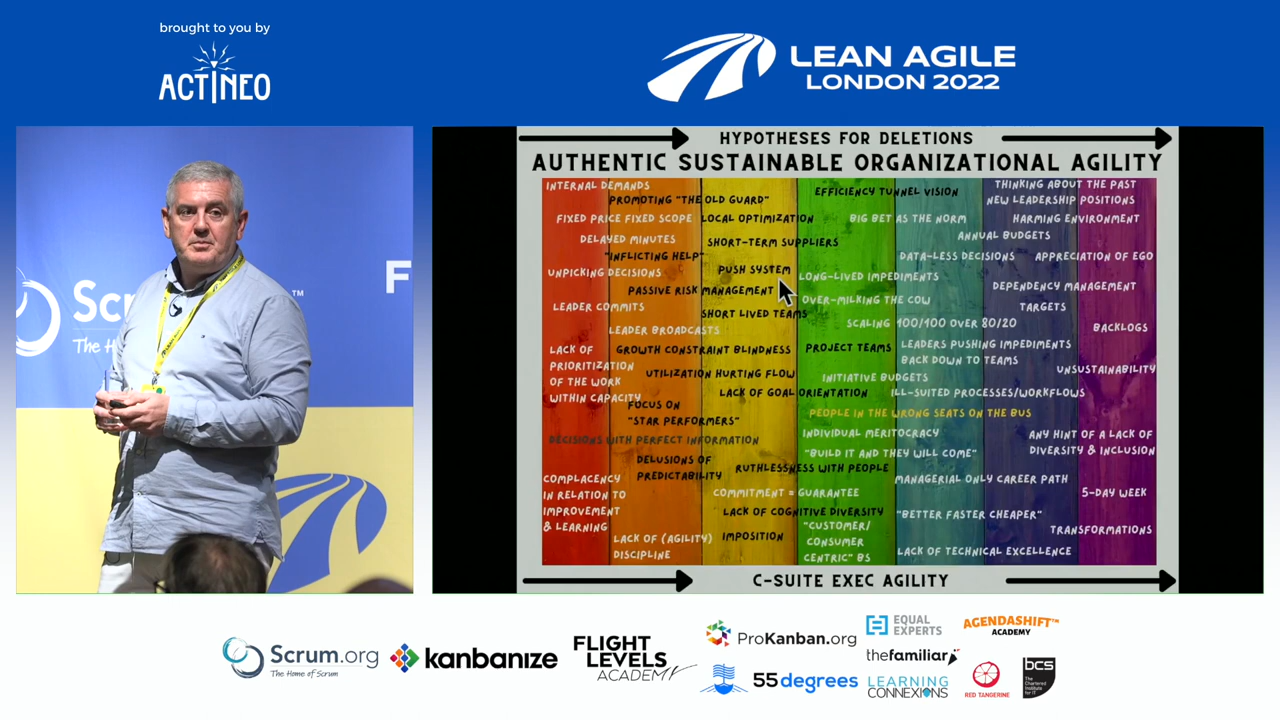 brought to you by
ACTINEO
LEAN AGILE
LONDON 2022
Scr
The H
TM
F
HYPOTHESES FOR DELETIONS
AUTHENTIC SUSTAINABLE ORGANIZATIONAL AGILITY
INTERNAL DEMANDS
PROMOTING "THE OLD GUARD"
EFFICIENCY TUNNEL VISION
THINKING ABOUT THE PAST
NEW LEADERSHIP POSITIONS
FIXED PRICE FIXED SCOPE
LOCAL OPTIMIZATION
BIG BET AS THE NORM
HARMING ENVIRONMENT
DELAYED MINUTES
SHORT-TERM SUPPLIERS
ANNUAL BUDGETS
"INFLICTING HELP"
DATA-LESS DECISIONS
APPRECIATION OF EGO
UNPICKING DECISIONS
PUSH SYSTEM
LONG-LIVED IMPEDIMENTS
PASSIVE RISK MANAGEMENT
DEPENDENCY MANAGEMENT
LEADER COMMITS
SHORT LIVED TEAMS
OVER-MILKING THE COW
TARGETS
LEADER BROADCASTS
SCALING 100/100 OVER 80/20
BACKLOGS
LACK OF
PRIORITIZATION
OF THE WORK
WITHIN CAPACITY
GROWTH CONSTRAINT BLINDNESS
PROJECT TEAMS
LEADERS PUSHING IMPEDIMENTS
BACK DOWN TO TEAMS
UTILIZATION HURTING FLOW
INITIATIVE BUDGETS
UNSUSTAINABILITY
LACK OF GOAL ORIENTATION
ILL-SUITED PROCESSES/WORKFLOWS
FOCUS ON
"STAR PERFORMERS"
PEOPLE IN THE WRONG SEATS ON THE BUS
DECISIONS WITH PERFECT INFORMATION
INDIVIDUAL MERITOCRACY
ANY HINT OF A LACK OF
DIVERSITY & INCLUSION
"BUILD IT AND THEY WILL COME"
DELUSIONS OF
PREDICTABILITY
RUTHLESSNESS WITH PEOPLE
COMPLACENCY
IN RELATION TO
IMPROVEMENT
& LEARNING
MANAGERIAL ONLY CAREER PATH
COMMITMENT = GUARANTEE
5-DAY WEEK
LACK OF COGNITIVE DIVERSITY
"BETTER FASTER CHEAPER"
LACK OF (AGILITY)
DISCIPLINE
IMPOSITION
"CUSTOMER/
CONSUMER
CENTRIC" BS
TRANSFORMATIONS
LACK OF TECHNICAL EXCELLENCE
C-SUITE EXEC AGILITY
Scrum.org
The Home of Scrum
kanbanize
FLIGHT
LEVELS
ACADEMY
ProKanban.org
55degrees
EQUAL
EXPERTS
thefamiliar
LEARNING
CONNEXIONS
AGENDASHIFT™
ACADEMY
RED TANGERINE
bcs
The
Chartered
Institute
for IT